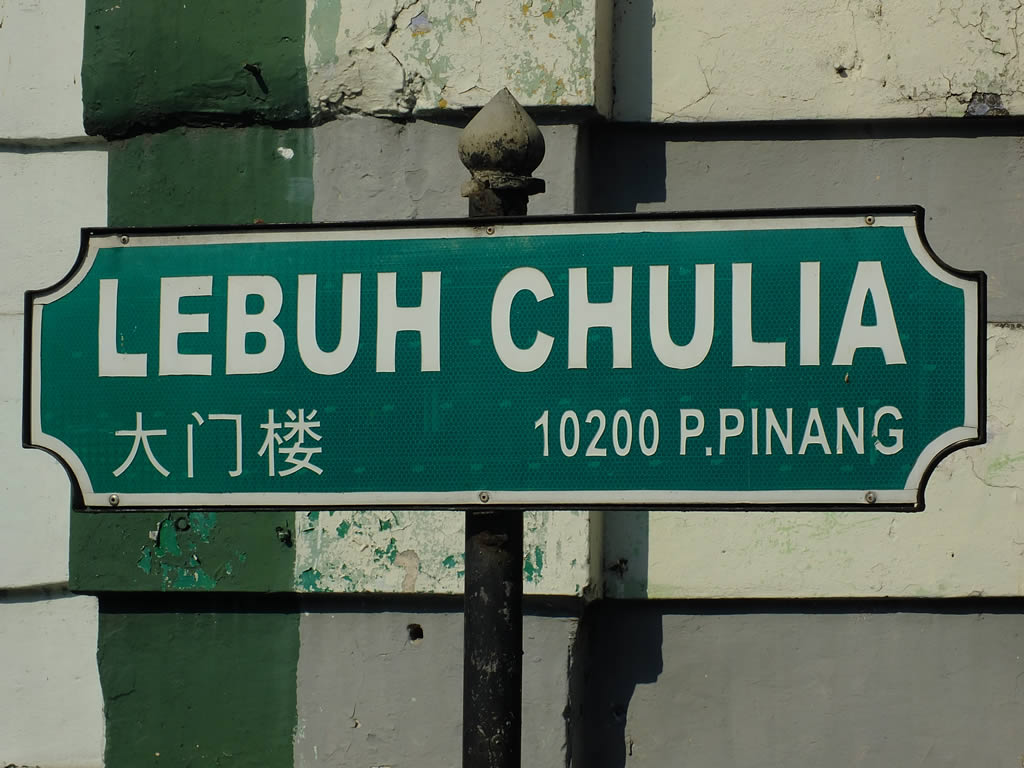 LEBUH CHULIA
大门楼 10200 P.PINANG